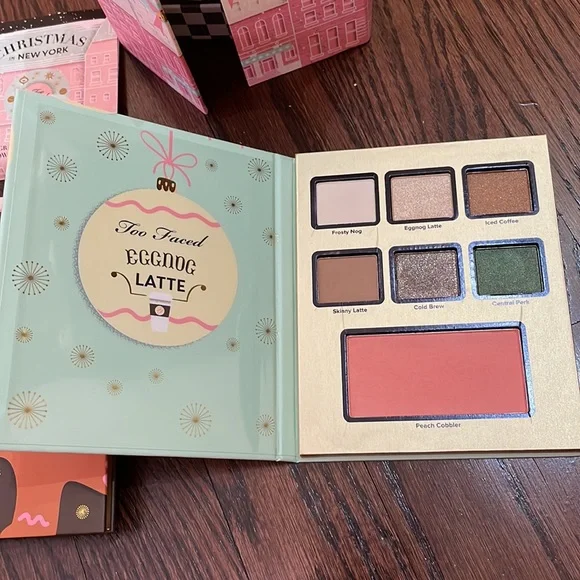 CHRISTMAS
IN NEW YORK
Too Faced
EGGNOG
LATTE
Frosty Nog
Eggnog Latte
Iced Coffee
Skinny Latte
Cold Brew
Central Perk
Peach Cobbler